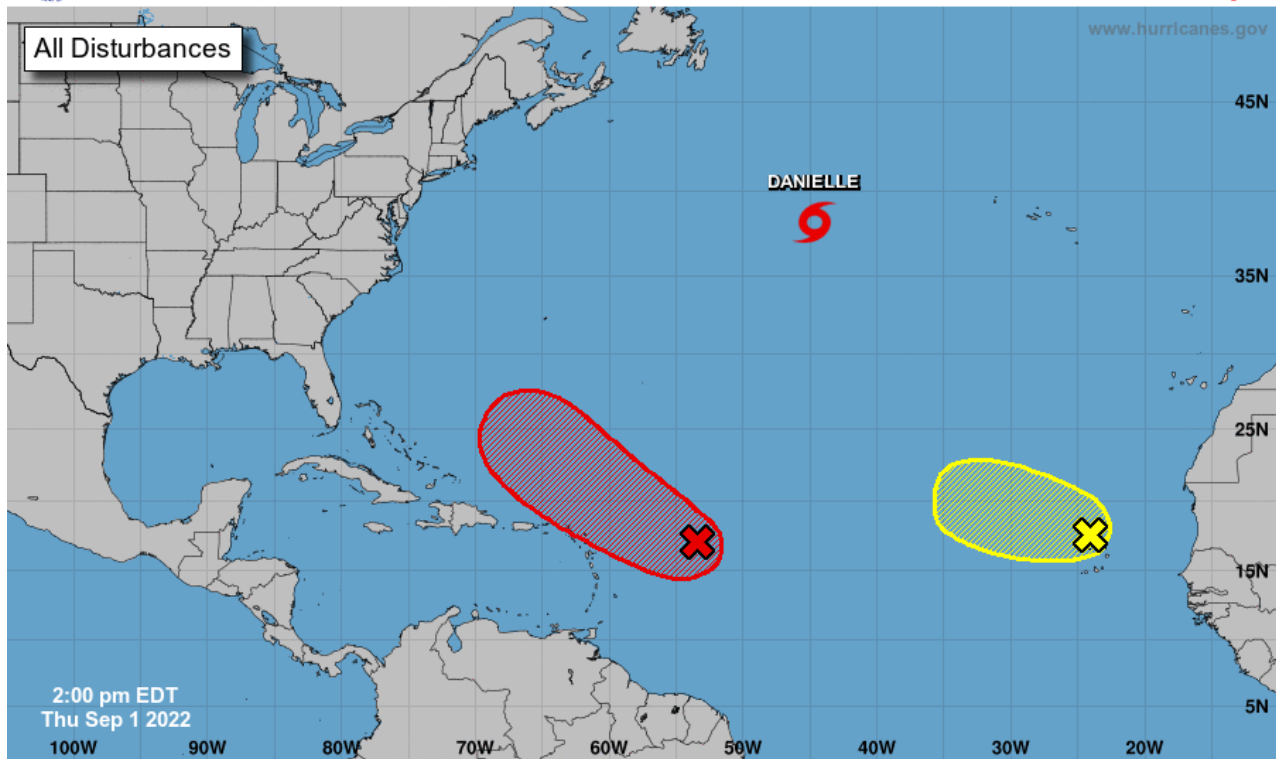 All Disturbances
www.hurricanes.gov
45N
DANIELLE
35N
25N
15N
2:00 pm EDT
Thu Sep 1 2022
5N
100W 90W 80W 70W 60W 50W 40W 30W 20W